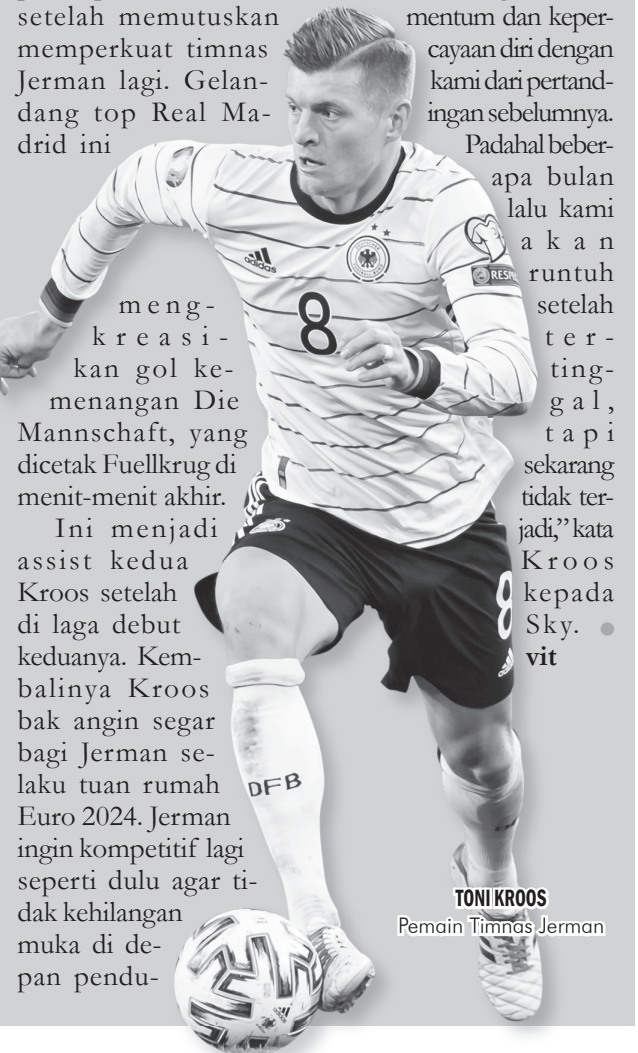 setelah memutuskan
memperkuat timnas
Jerman lagi. Gelan-
dang top Real Ma-
drid ini
meng-
kreasi-
kan gol ke-
menangan Die
Mannschaft, yang
dicetak Fuellkrug di
menit-menit akhir.
Ini menjadi
assist kedua
Kroos setelah
di laga debut
keduanya. Kem-
balinya Kroos
bak angin segar
bagi Jerman se-
laku tuan rumah
Euro 2024. Jerman
ingin kompetitif lagi
seperti dulu agar ti-
dak kehilangan
muka di de-
pan pendu-
mentum dan keper-
cayaan diri dengan
kami dari pertand-
ingan sebelumnya.
Padahal beber-
apa bulan
lalu kami
akan
runtuh
setelah
ter-
ting-
gal,
tapi
sekarang
tidak ter-
jadi,” kata
Kroos
kepada
Sky. ●
vit
adidas
8
RESPE
8
DFB
TONI KROOS
Pemain Timnas Jerman